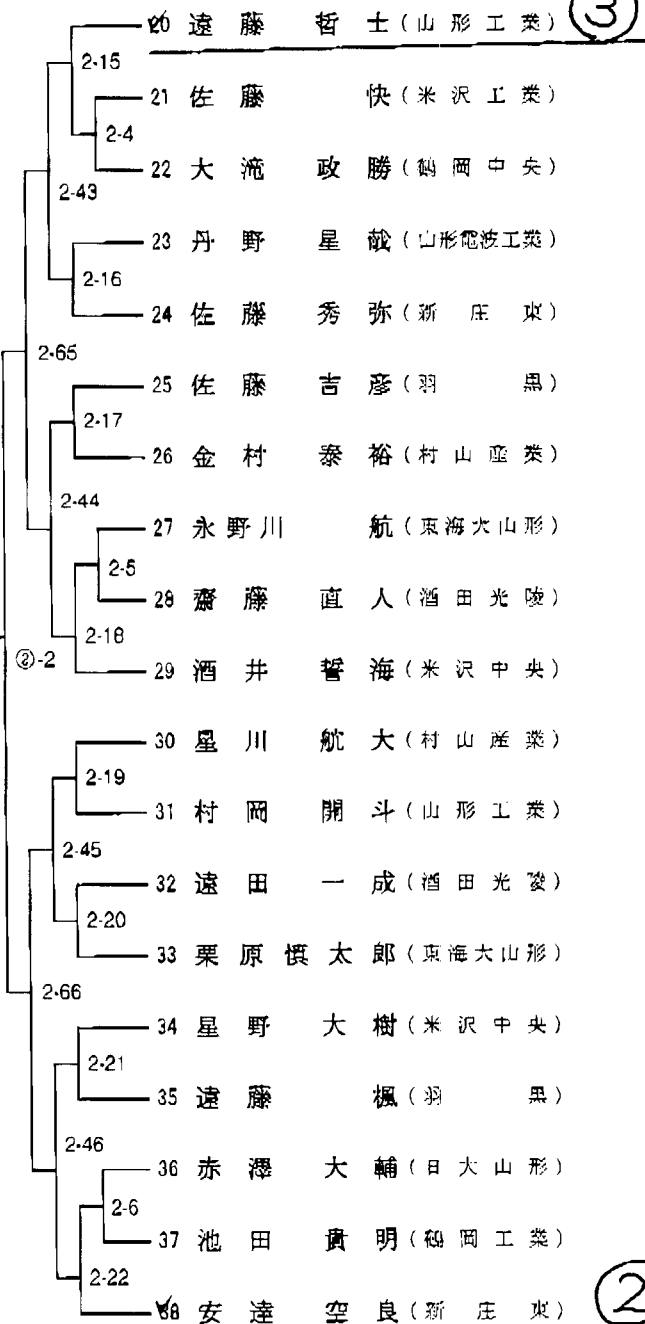 20 遠藤 哲士（山形工業） ③
2-15
21 佐藤 快（米沢工業）
2-4
22 大滝 政勝（鶴岡中央）
2-43
23 丹野 星哉（山形電波工業）
2-16
24 佐藤 秀弥（新庄東）
2-65
25 佐藤 吉彦（羽黒）
2-17
26 金村 泰裕（村山産業）
2-44
27 永野川 航（東海大山形）
2-5
28 齋藤 直人（酒田光陵）
2-18
②-2
29 酒井 誓海（米沢中央）
30 星川 航大（村山産業）
2-19
31 村岡 開斗（山形工業）
2-45
32 遠田 一成（酒田光陵）
2-20
33 栗原慎太郎（東海大山形）
2-66
34 星野 大樹（米沢中央）
2-21
35 遠藤 楓（羽黒）
2-46
36 赤澤 大輔（日大山形）
2-6
37 池田 貴明（鶴岡工業）
2-22
38 安達 空良（新庄東） ②